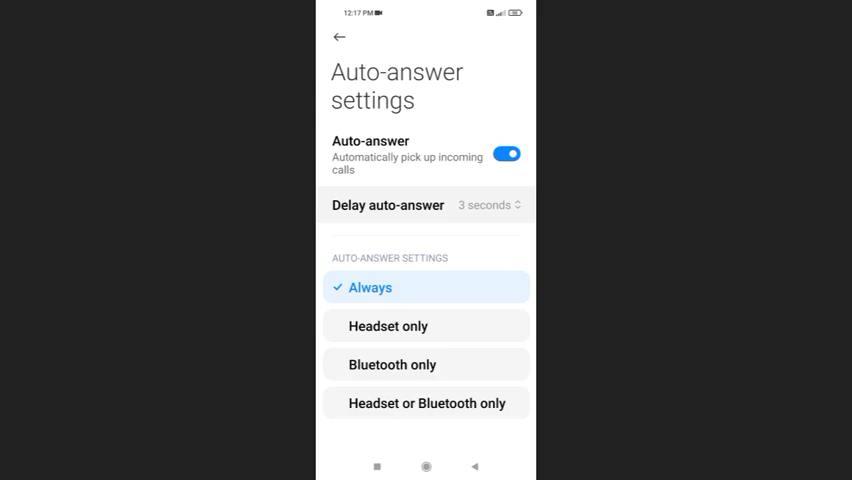 12:17 PM
Auto-answer
settings
Auto-answer
Automatically pick up incoming
calls
Delay auto-answer 3 seconds
AUTO-ANSWER SETTINGS
Always
Headset only
Bluetooth only
Headset or Bluetooth only